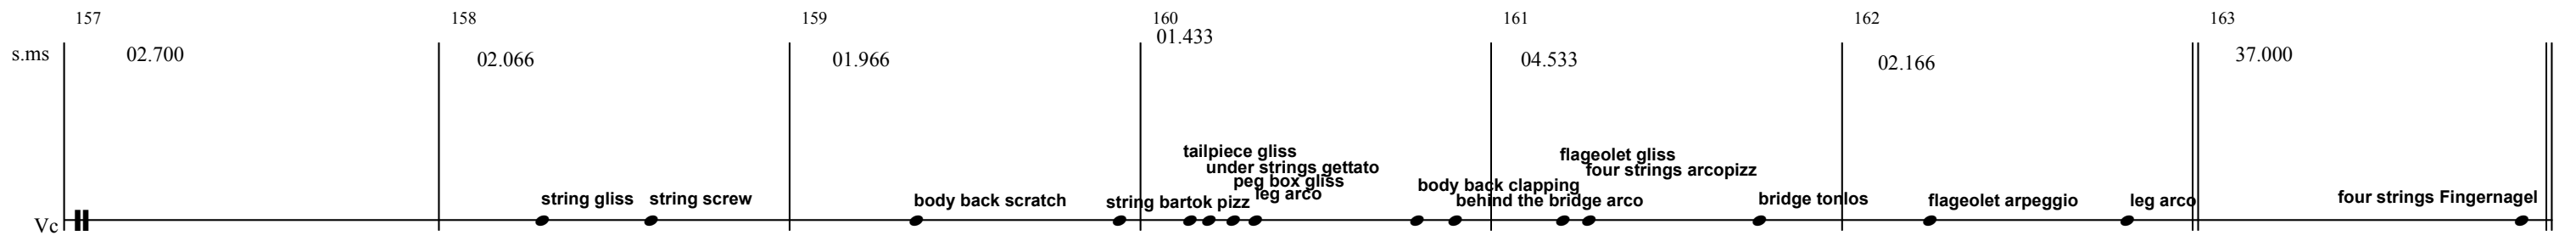 157 158 159 160 161 162 163
s.ms 02.700 02.066 01.966 01.433 04.533 02.166 37.000
tailpiece gliss
under strings gettato
peg box gliss
leg arco
flageolet gliss
four strings arcopizz
string gliss
string screw
body back scratch
string bartok pizz
body back clapping
behind the bridge arco
bridge tonlos
flageolet arpeggio
leg arco
four strings Fingernagel
Vc